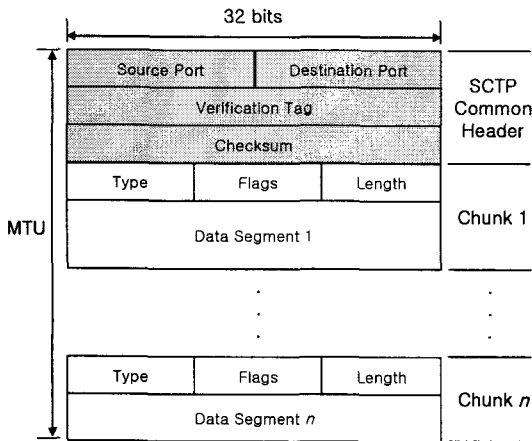 32 bits
Source Port Destination Port
SCTP
Common
Header
Verification Tag
Checksum
Type Flags Length
Chunk 1
MTU
Data Segment 1
Type Flags Length
Chunk n
Data Segment n